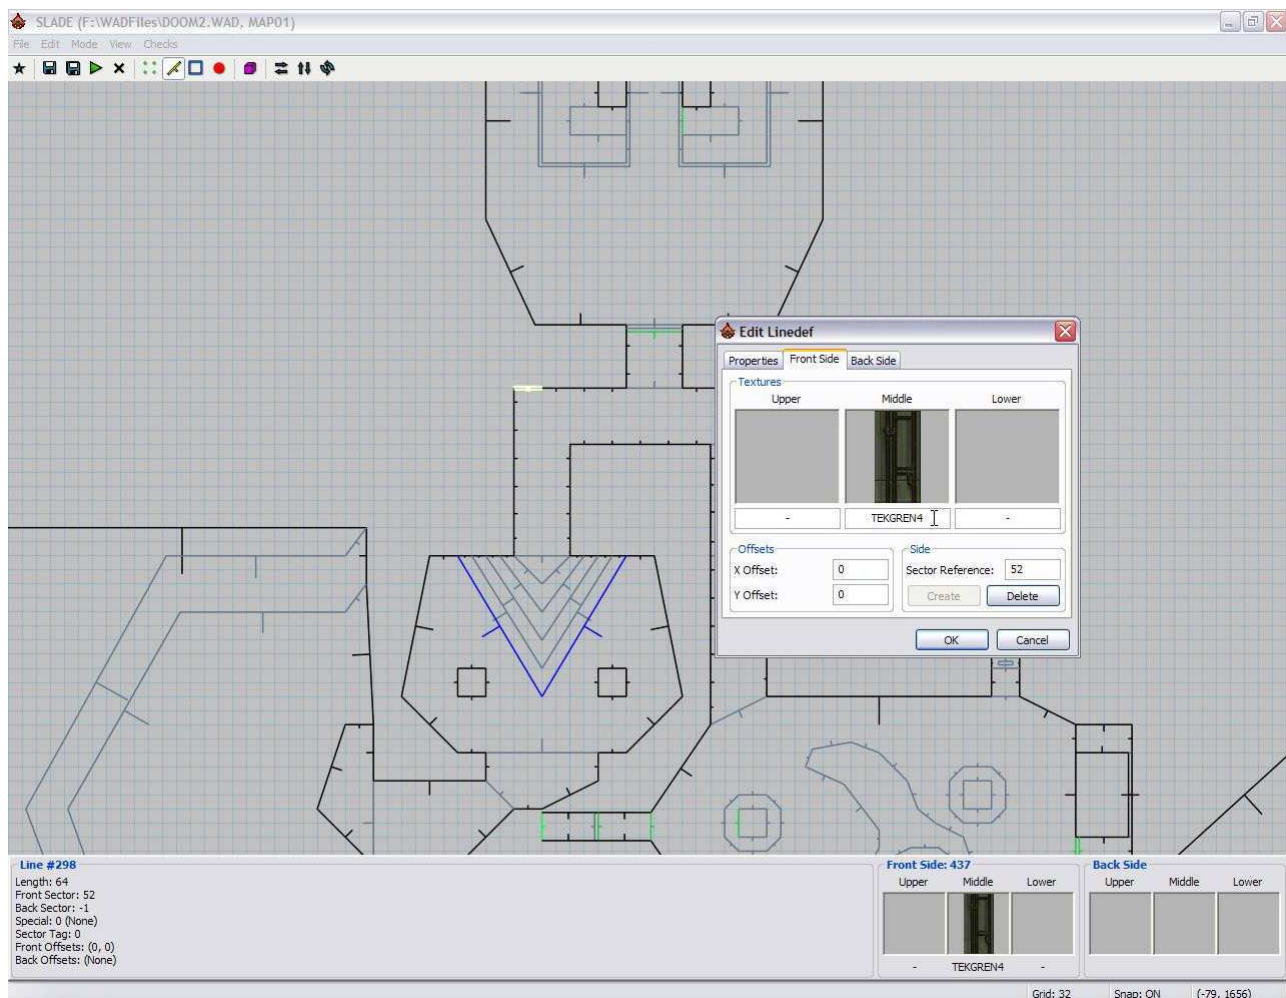 SLADE (F:\WADFiles\DOOM2.WAD, MAP01)
File Edit Mode View Checks
Edit Linedef
Properties Front Side Back Side
Textures
Upper Middle Lower
- TEKGREN4 -
Offsets Side
X Offset: 0 Sector Reference: 52
Y Offset: 0 Create Delete
OK Cancel
Line #298
Length: 64
Front Sector: 52
Back Sector: -1
Special: 0 (None)
Sector Tag: 0
Front Offsets: (0, 0)
Back Offsets: (None)
Front Side: 437
Upper Middle Lower
- TEKGREN4 -
Back Side
Upper Middle Lower
Grid: 32 Snap: ON (-79, 1656)